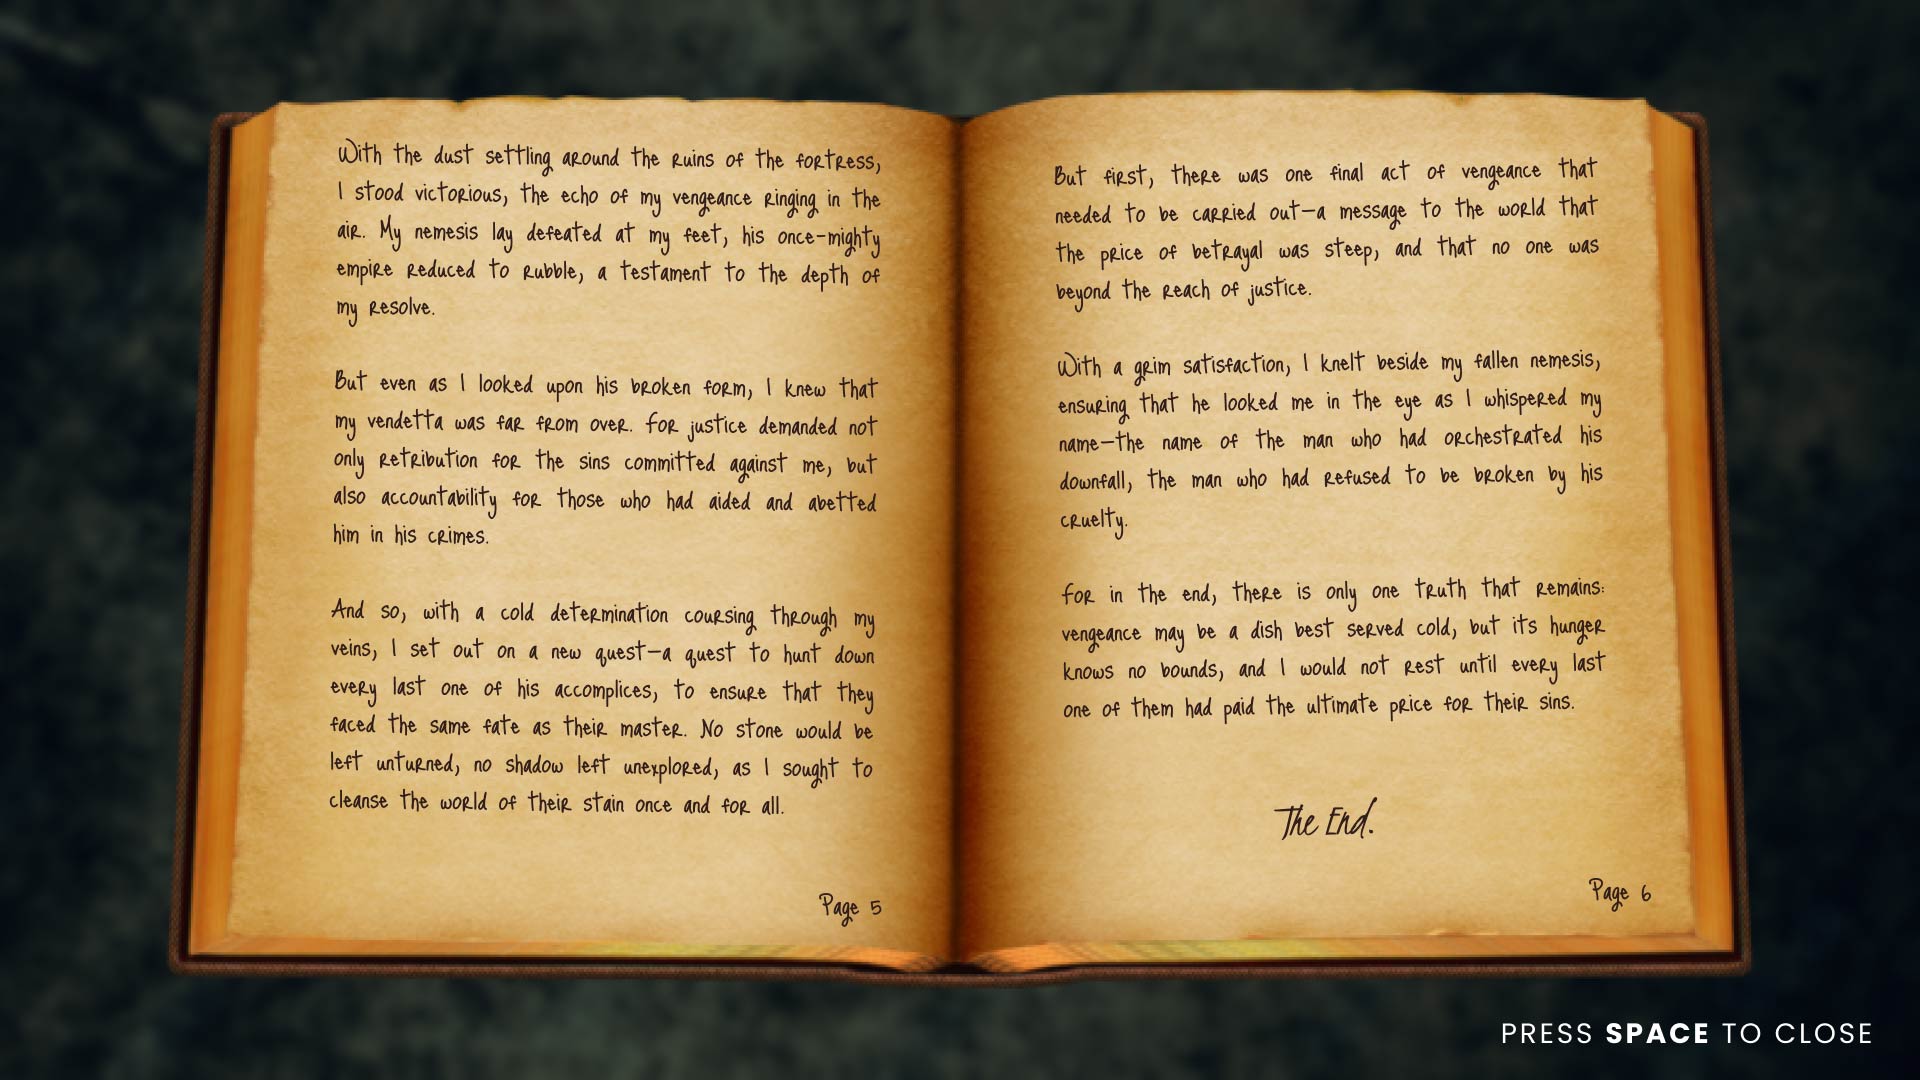 With the dust settling around the ruins of the fortress,
I stood victorious, the echo of my vengeance ringing in the
air. My nemesis lay defeated at my feet, his once-mighty
empire reduced to rubble, a testament to the depth of
my resolve.
But even as I looked upon his broken form, I knew that
my vendetta was far from over. For justice demanded not
only retribution for the sins committed against me, but
also accountability for those who had aided and abetted
him in his crimes.
And so, with a cold determination coursing through my
veins, I set out on a new quest—a quest to hunt down
every last one of his accomplices, to ensure that they
faced the same fate as their master. No stone would be
left unturned, no shadow left unexplored, as I sought to
cleanse the world of their stain once and for all.
Page 5
But first, there was one final act of vengeance that
needed to be carried out—a message to the world that
the price of betrayal was steep, and that no one was
beyond the reach of justice.
With a grim satisfaction, I knelt beside my fallen nemesis,
ensuring that he looked me in the eye as I whispered my
name—the name of the man who had orchestrated his
downfall, the man who had refused to be broken by his
cruelty.
For in the end, there is only one truth that remains:
vengeance may be a dish best served cold, but its hunger
knows no bounds, and I would not rest until every last
one of them had paid the ultimate price for their sins.
The End.
Page 6
PRESS SPACE TO CLOSE